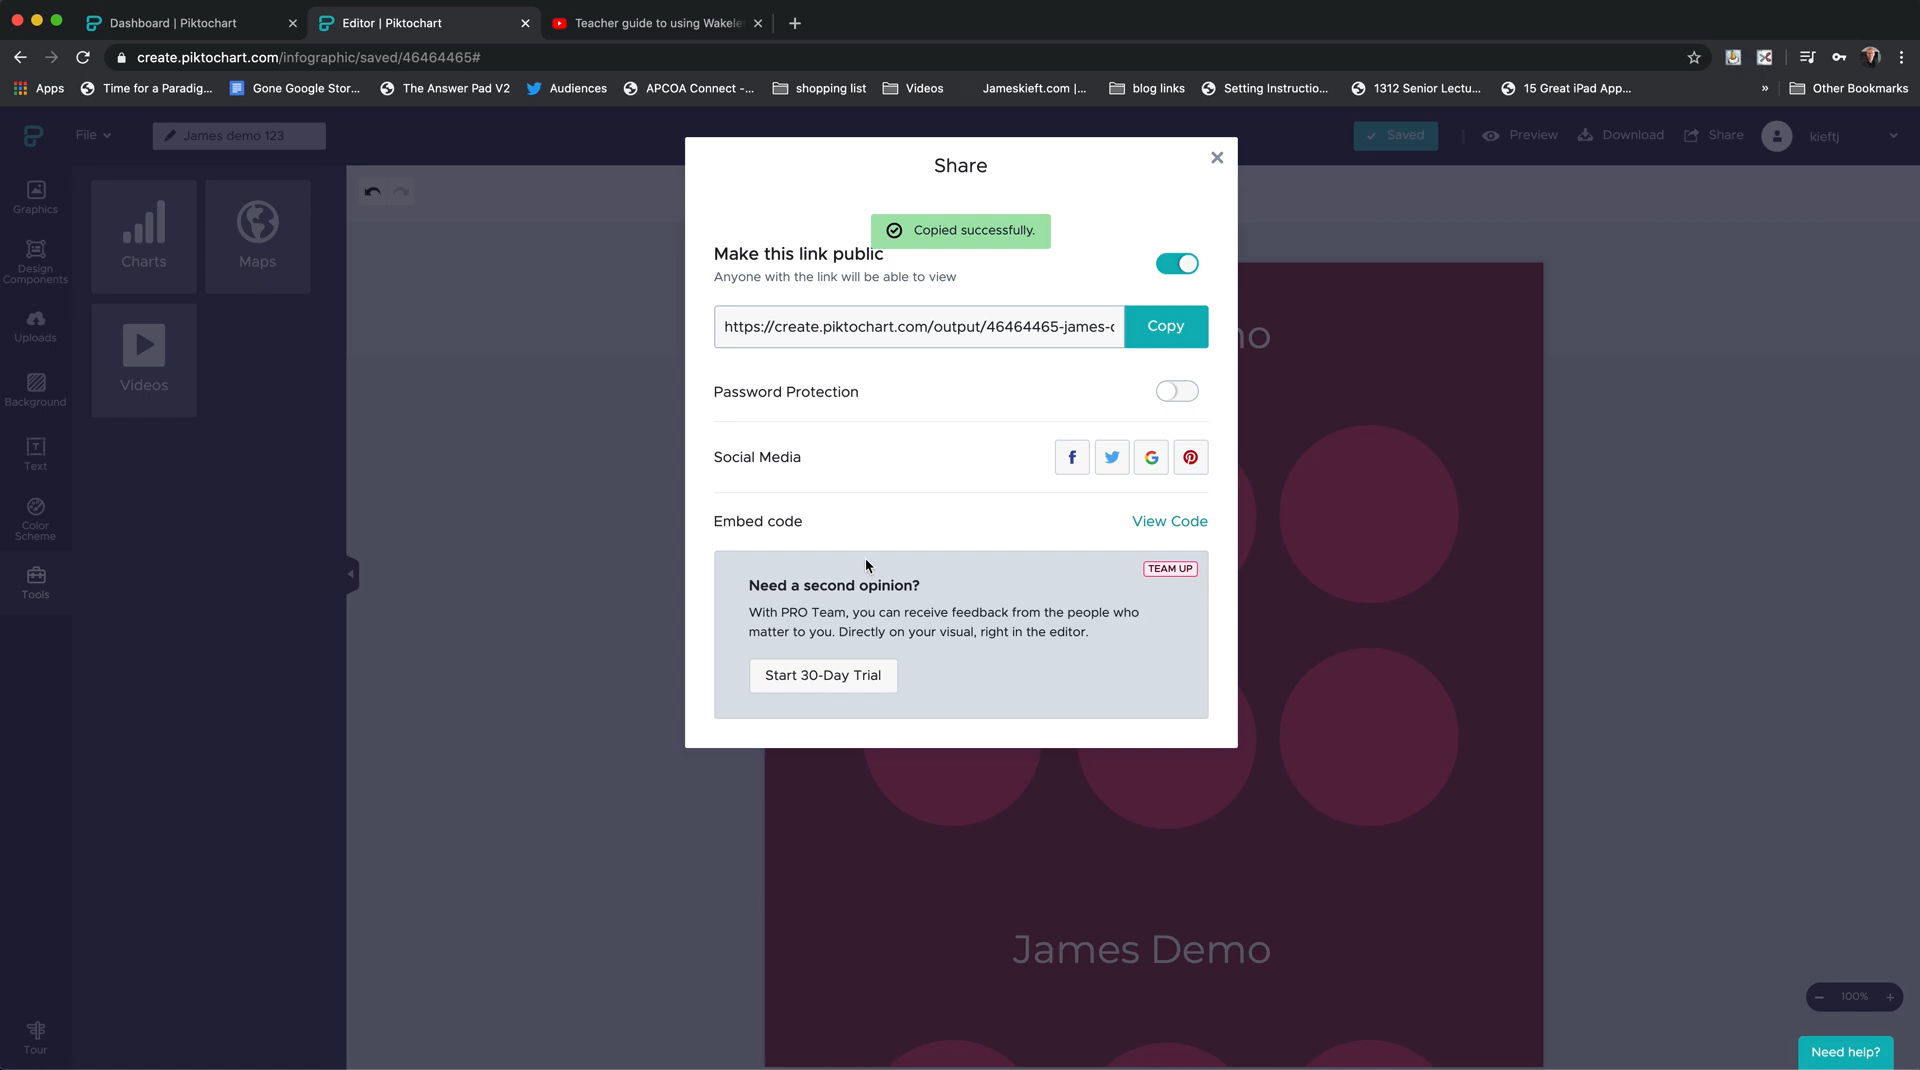 Dashboard | Piktochart
Editor | Piktochart
Teacher guide to using Wakele
create.piktochart.com/infographic/saved/46464465#
Apps
Time for a Paradig...
Gone Google Stor...
The Answer Pad V2
Audiences
APCOA Connect -...
shopping list
Videos
Jameskieft.com |...
blog links
Setting Instructio...
1312 Senior Lectu...
15 Great iPad App...
»
Other Bookmarks
File
James demo 123
Saved
Preview
Download
Share
kieftj
Graphics
Design
Components
Uploads
Background
Text
Color
Scheme
Tools
Tour
Charts
Maps
Videos
Share
Copied successfully.
Make this link public
Anyone with the link will be able to view
https://create.piktochart.com/output/46464465-james-d
Copy
Password Protection
Social Media
Embed code
View Code
TEAM UP
Need a second opinion?
With PRO Team, you can receive feedback from the people who
matter to you. Directly on your visual, right in the editor.
Start 30-Day Trial
James Demo
100%
Need help?